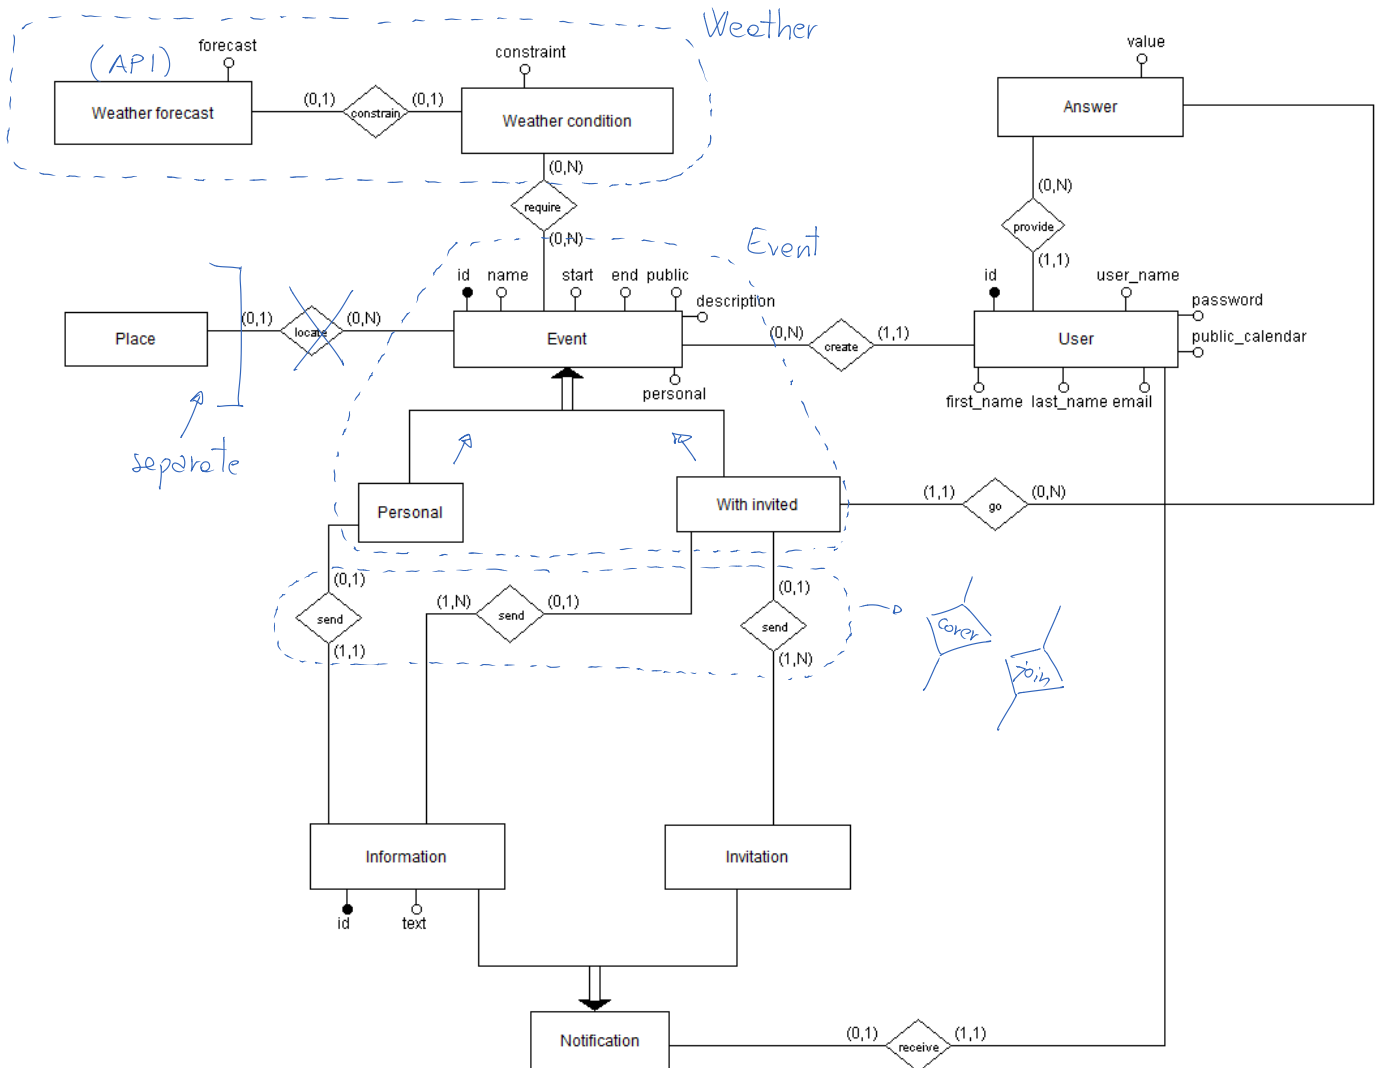 Weather
(API)
forecast
constraint
value
Weather forecast
(0,1)
constrain
(0,1)
Weather condition
Answer
(0,N)
require
(0,N)
(0,N)
provide
(1,1)
Event
id
name
start
end
public
description
id
user_name
password
public_calendar
Place
(0,1)
locate
(0,N)
Event
(0,N)
create
(1,1)
User
personal
first_name
last_name
email
separate
Personal
With invited
(1,1)
go
(0,N)
(0,1)
send
(1,1)
(1,N)
send
(0,1)
(0,1)
send
(1,N)
cover
join
Information
Invitation
id
text
Notification
(0,1)
receive
(1,1)